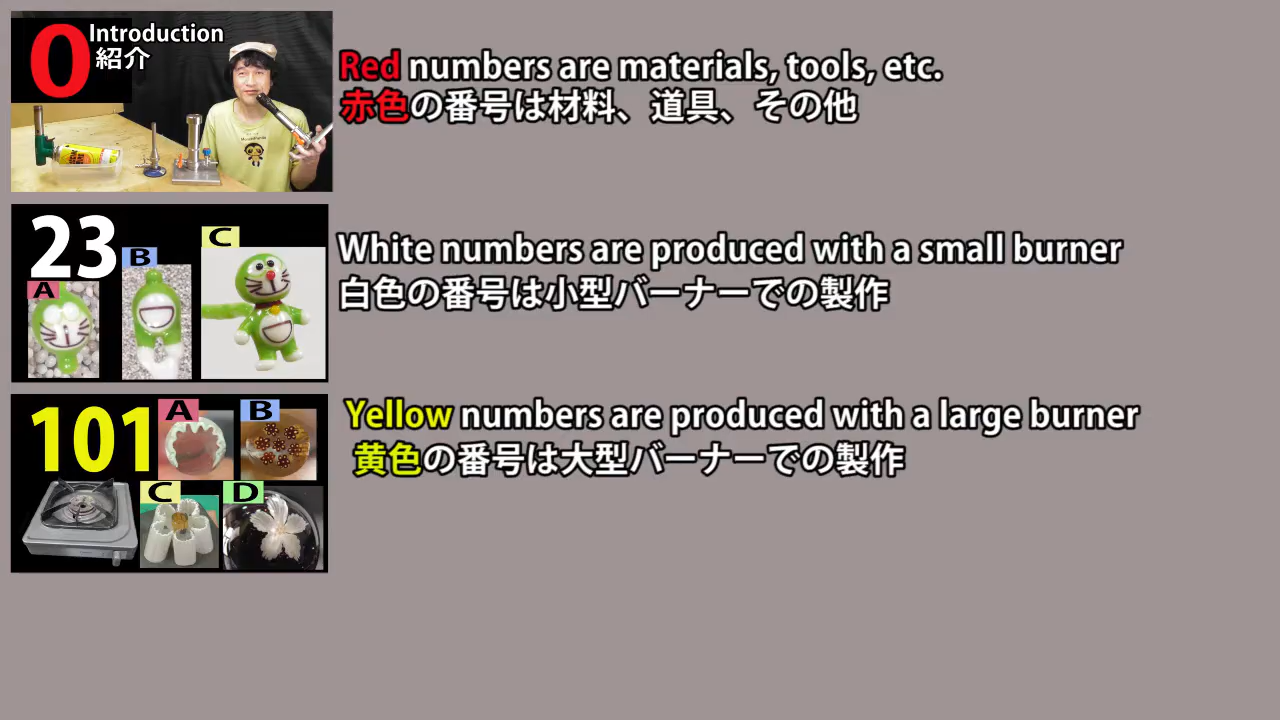 0
Introduction
紹介
Red numbers are materials, tools, etc.
赤色の番号は材料、道具、その他
23
A
B
C
White numbers are produced with a small burner
白色の番号は小型バーナーでの製作
101
A
B
C
D
Yellow numbers are produced with a large burner
黄色の番号は大型バーナーでの製作